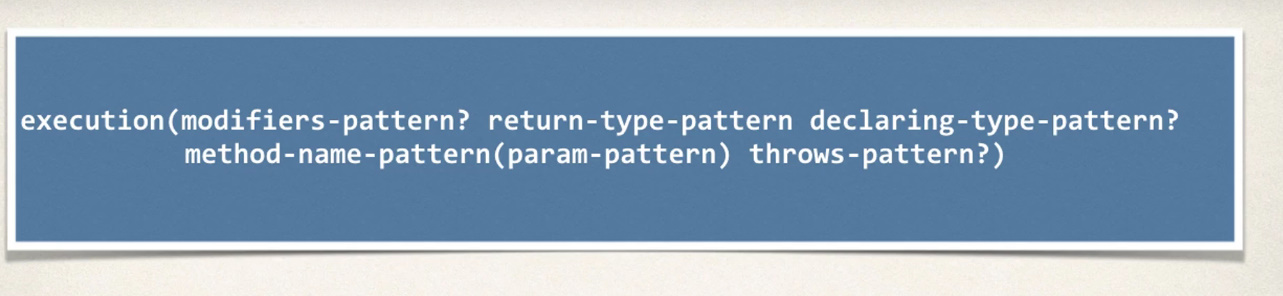 execution(modifiers-pattern? return-type-pattern declaring-type-pattern?
method-name-pattern(param-pattern) throws-pattern?)